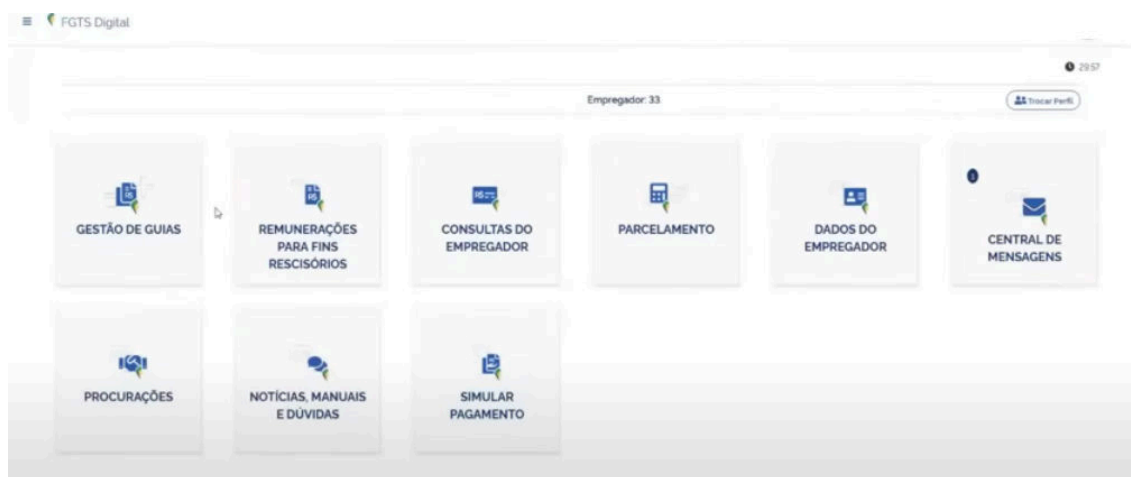 FGTS Digital
29:57
Empregador: 33
Trocar Perfil
GESTÃO DE GUIAS
REMUNERAÇÕES
PARA FINS
RESCISÓRIOS
CONSULTAS DO
EMPREGADOR
PARCELAMENTO
DADOS DO
EMPREGADOR
CENTRAL DE
MENSAGENS
PROCURAÇÕES
NOTÍCIAS, MANUAIS
E DÚVIDAS
SIMULAR
PAGAMENTO